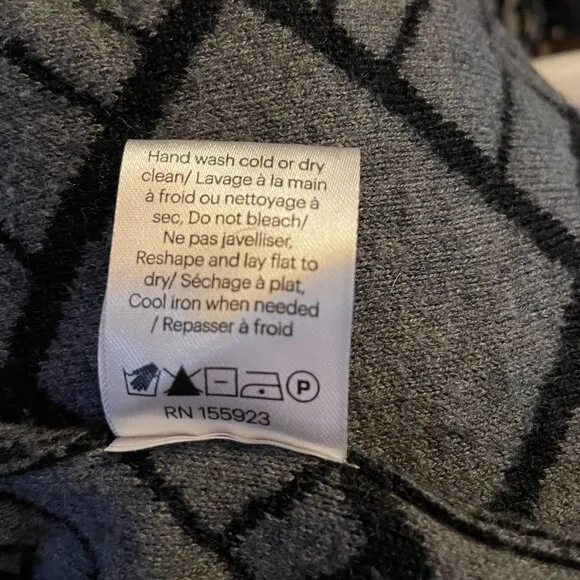 Hand wash cold or dry
clean/ Lavage à la main
à froid ou nettoyage à
sec, Do not bleach/
Ne pas javelliser,
Reshape and lay flat to
dry/ Séchage à plat,
Cool iron when needed
/ Repasser à froid
P
RN 155923